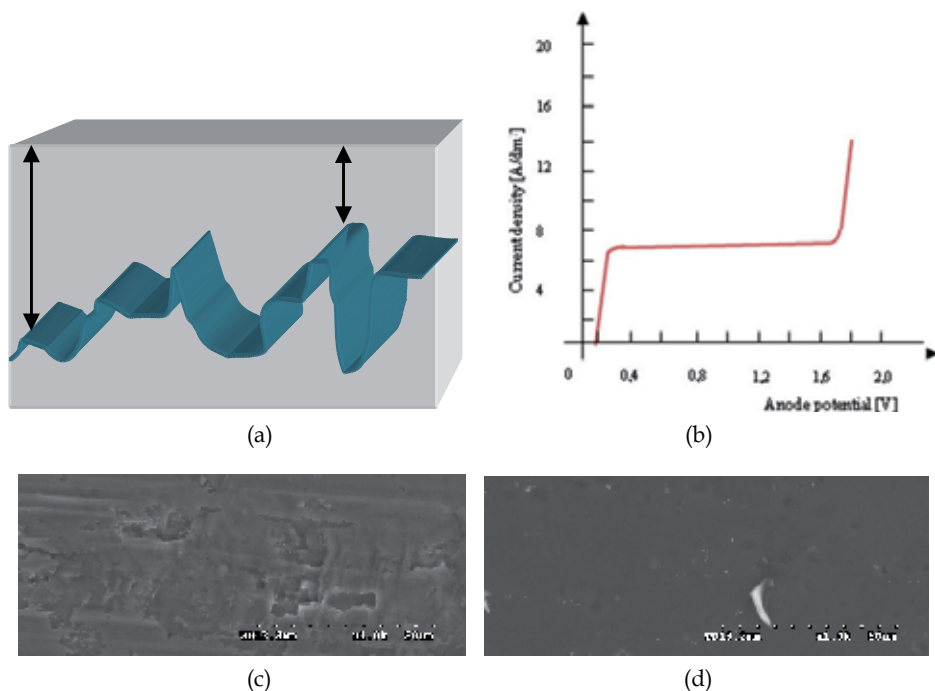 20
16
12
8
4
0
0,4
0,8
1,2
1,6
2,0
Current density [A/dm²]
Anode potential [V]
(a)
(b)
(c)
(d)